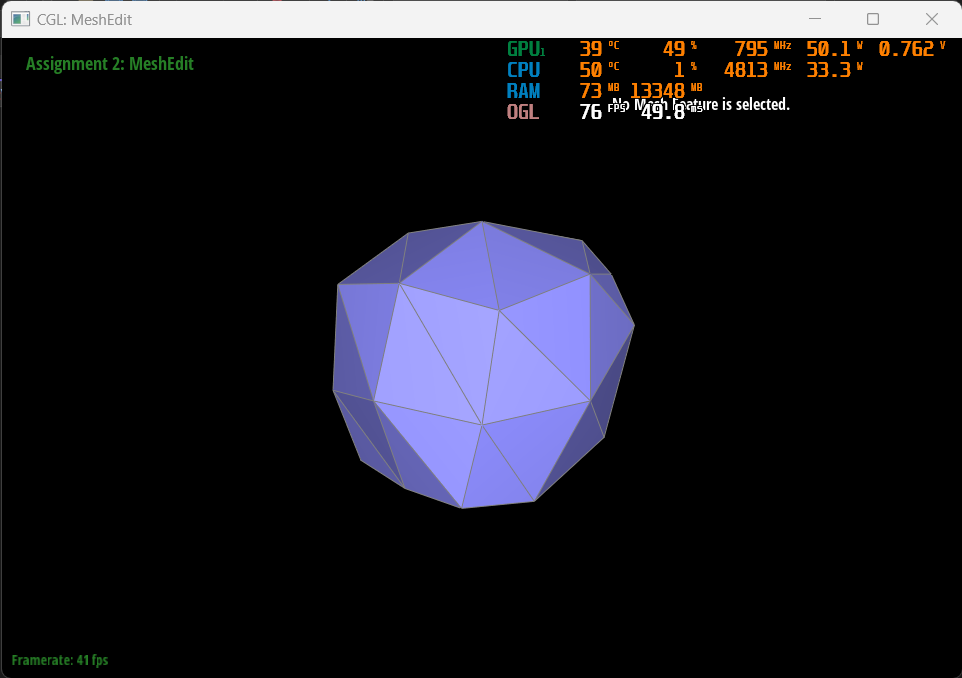 CGL: MeshEdit
Assignment 2: MeshEdit
GPU1 39 °C 49 % 795 MHz 50.1 W 0.762 V
CPU 50 °C 1 % 4813 MHz 33.3 W
RAM 73 MB 13348 MB
No Mesh Feature is selected.
OGL 76 FPS 49.8 ms
Framerate: 41 fps